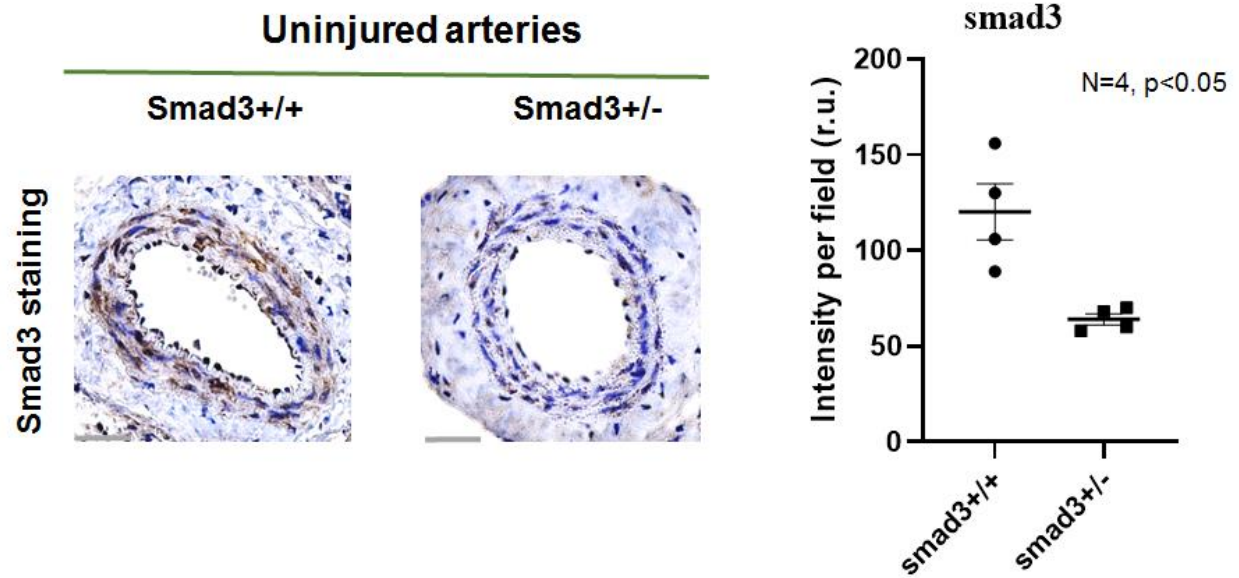 Uninjured arteries
Smad3+/+
Smad3+/-
Smad3 staining
smad3
N=4, p<0.05
Intensity per field (r.u.)
200
150
100
50
0
smad3+/+
smad3+/-